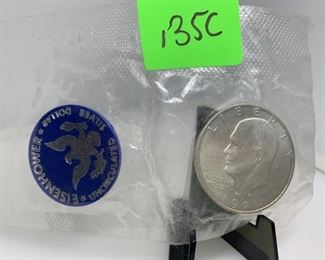 135C
EISENHOWER
UNCIRCULATED
SILVER DOLLAR
LIBERTY